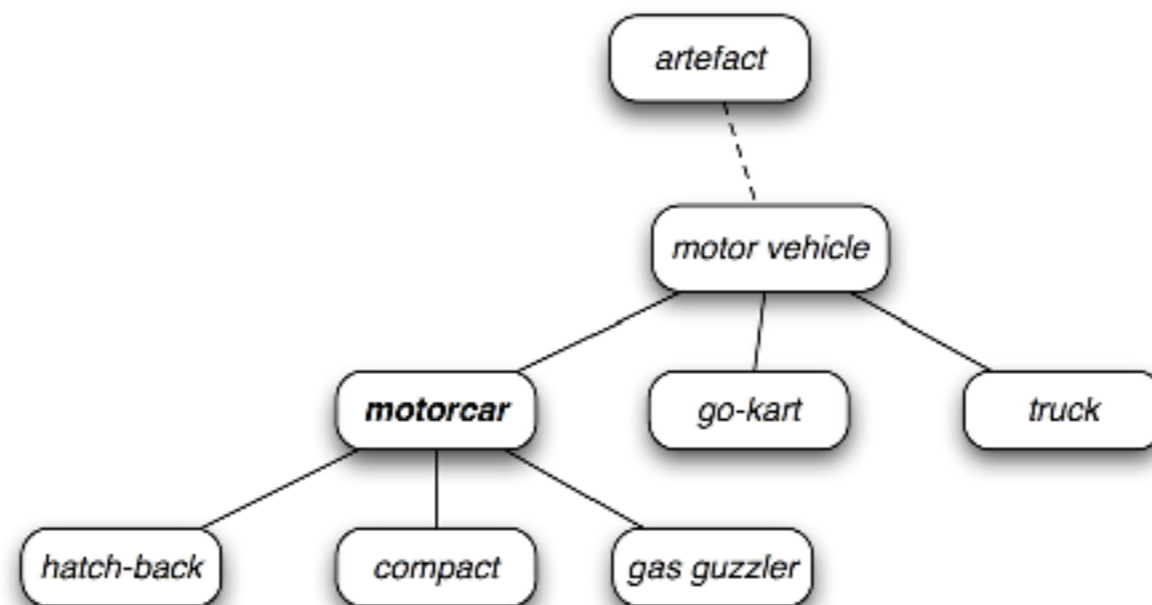 artefact
motor vehicle
motorcar
go-kart
truck
hatch-back
compact
gas guzzler